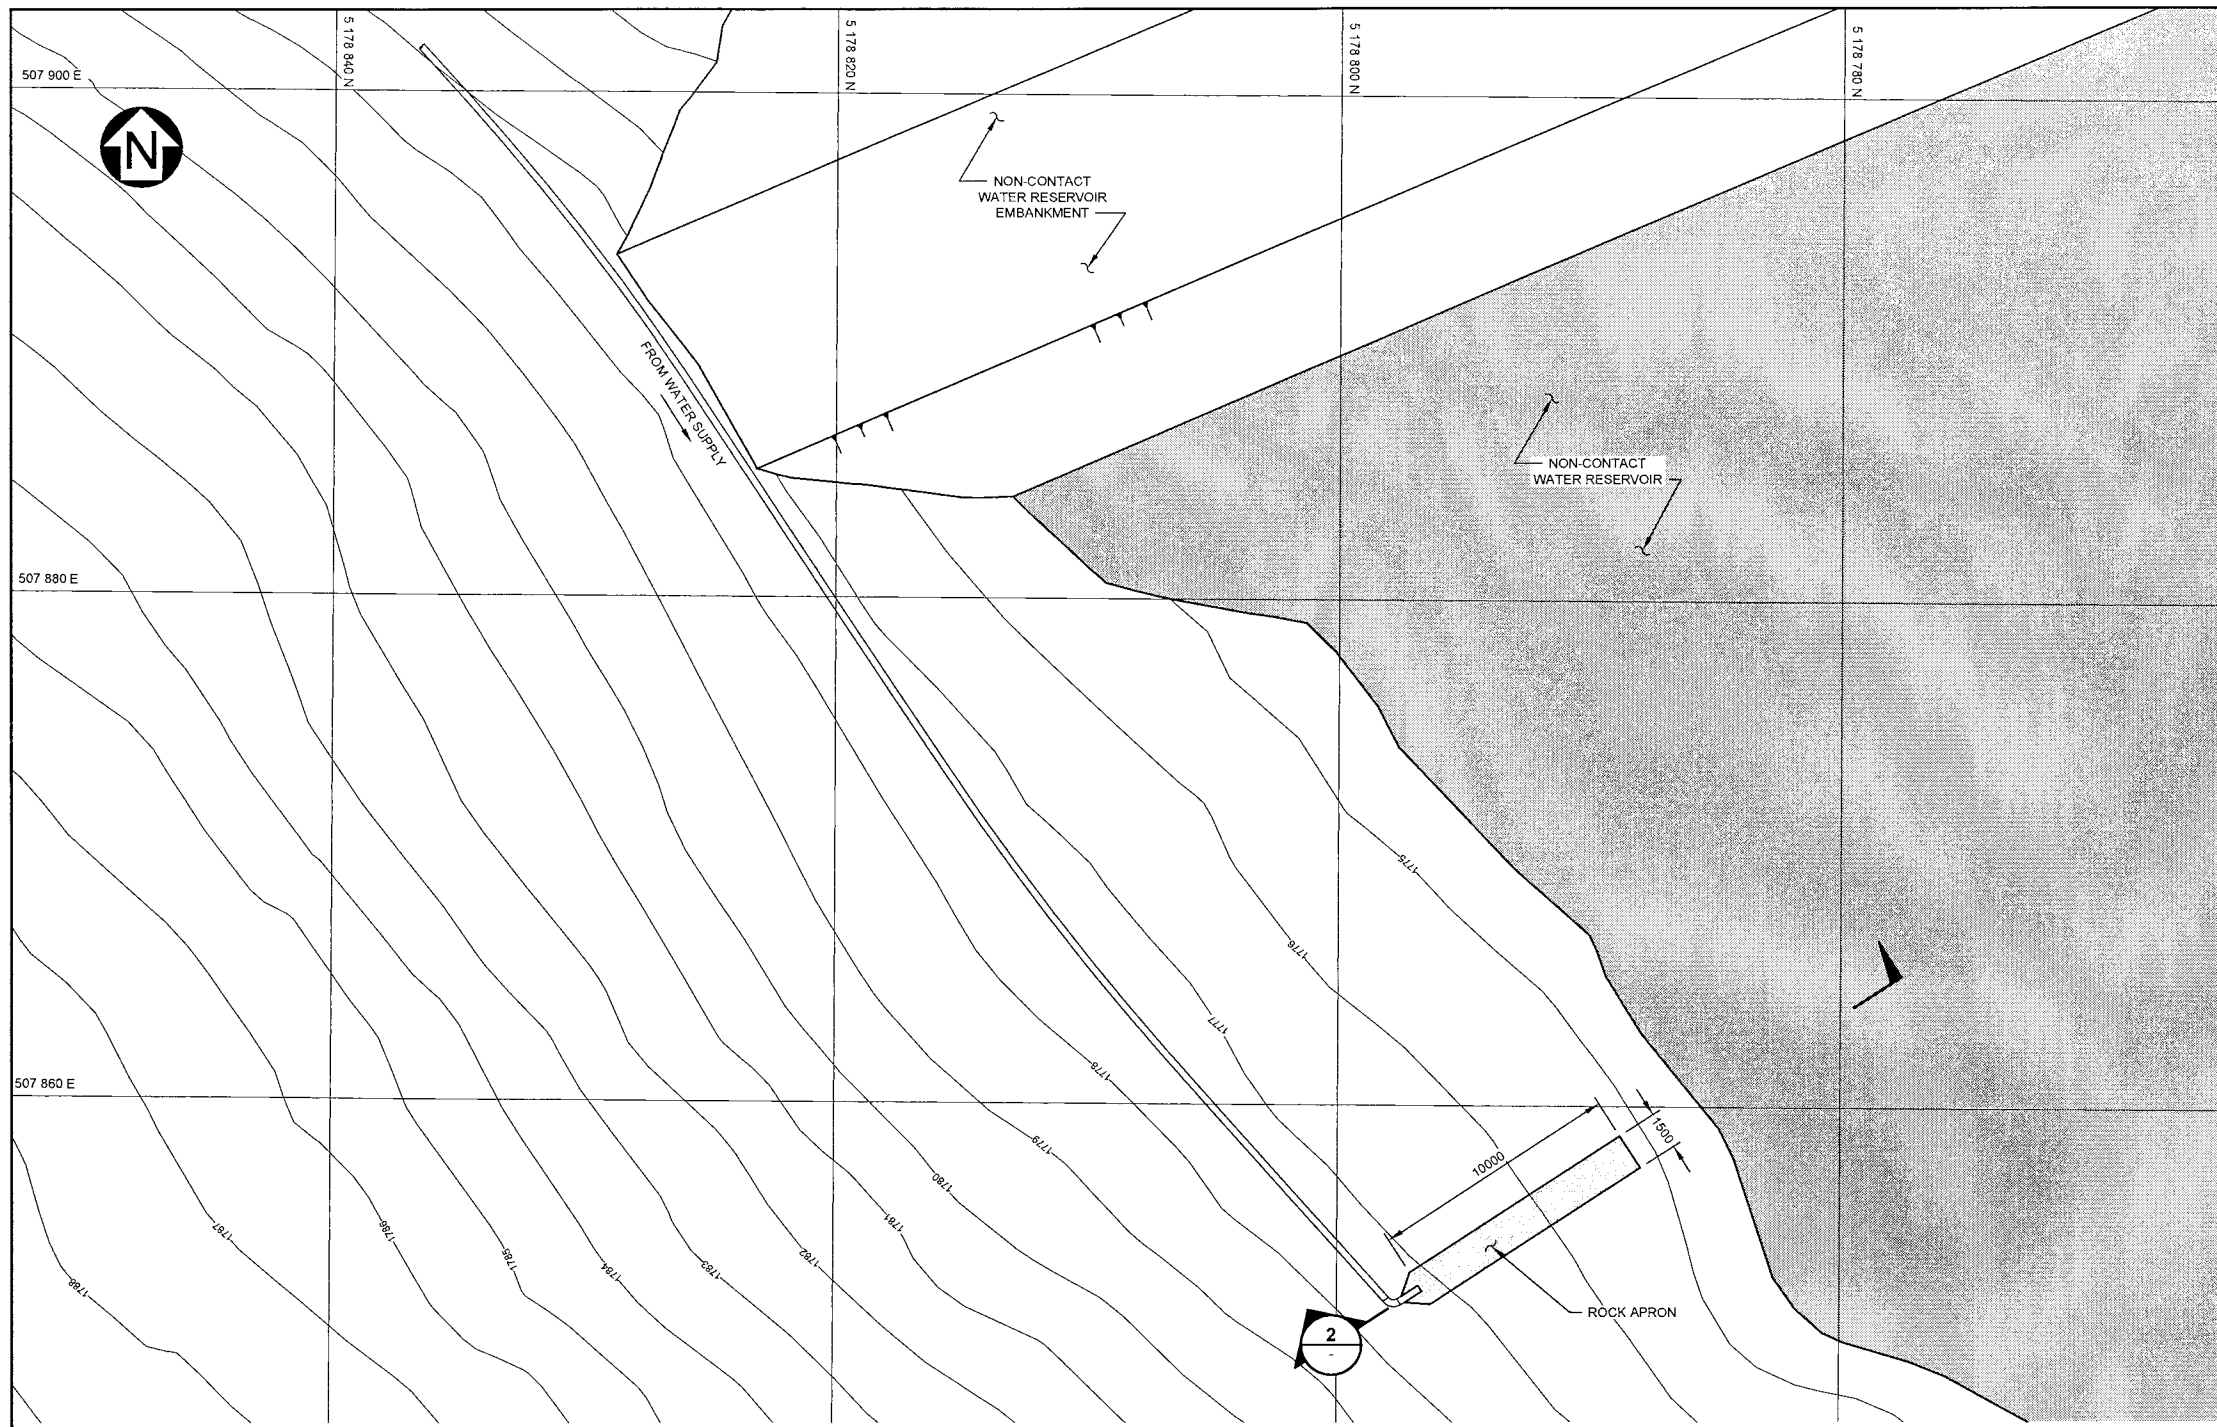 5 178 840 N
5 178 820 N
5 178 800 N
5 178 780 N
507 900 E
N
NON-CONTACT
WATER RESERVOIR
EMBANKMENT
FROM WATER SUPPLY
NON-CONTACT
WATER RESERVOIR
507 880 E
1775
1776
1777
1778
507 860 E
1779
1500
10000
1780
1781
1782
1783
1784
1785
1786
1787
1788
ROCK APRON
2
-